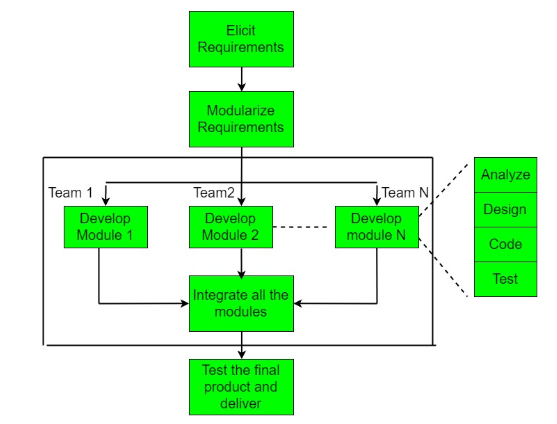 Elicit
Requirements
Modularize
Requirements
Team 1
Team2
Team N
Develop
Module 1
Develop
Module 2
Develop
module N
Analyze
Design
Code
Test
Integrate all the
modules
Test the final
product and
deliver